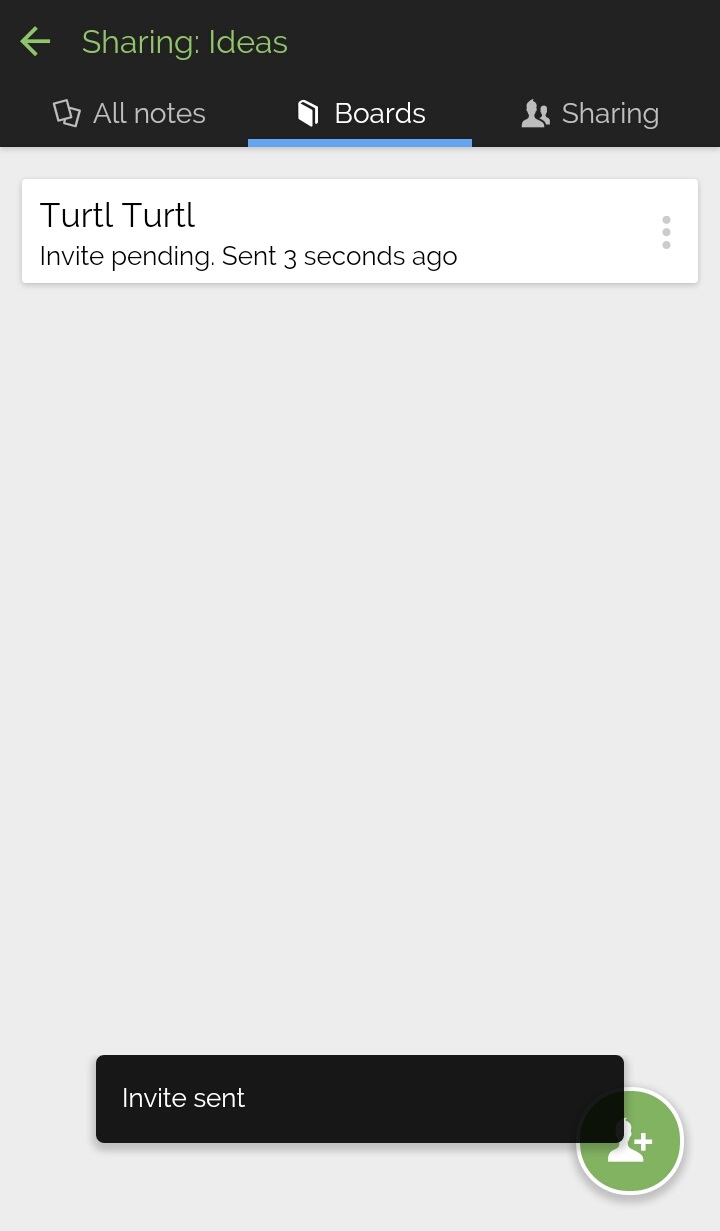 Sharing: Ideas
All notes
Boards
Sharing
Turtl Turtl
Invite pending. Sent 3 seconds ago
Invite sent